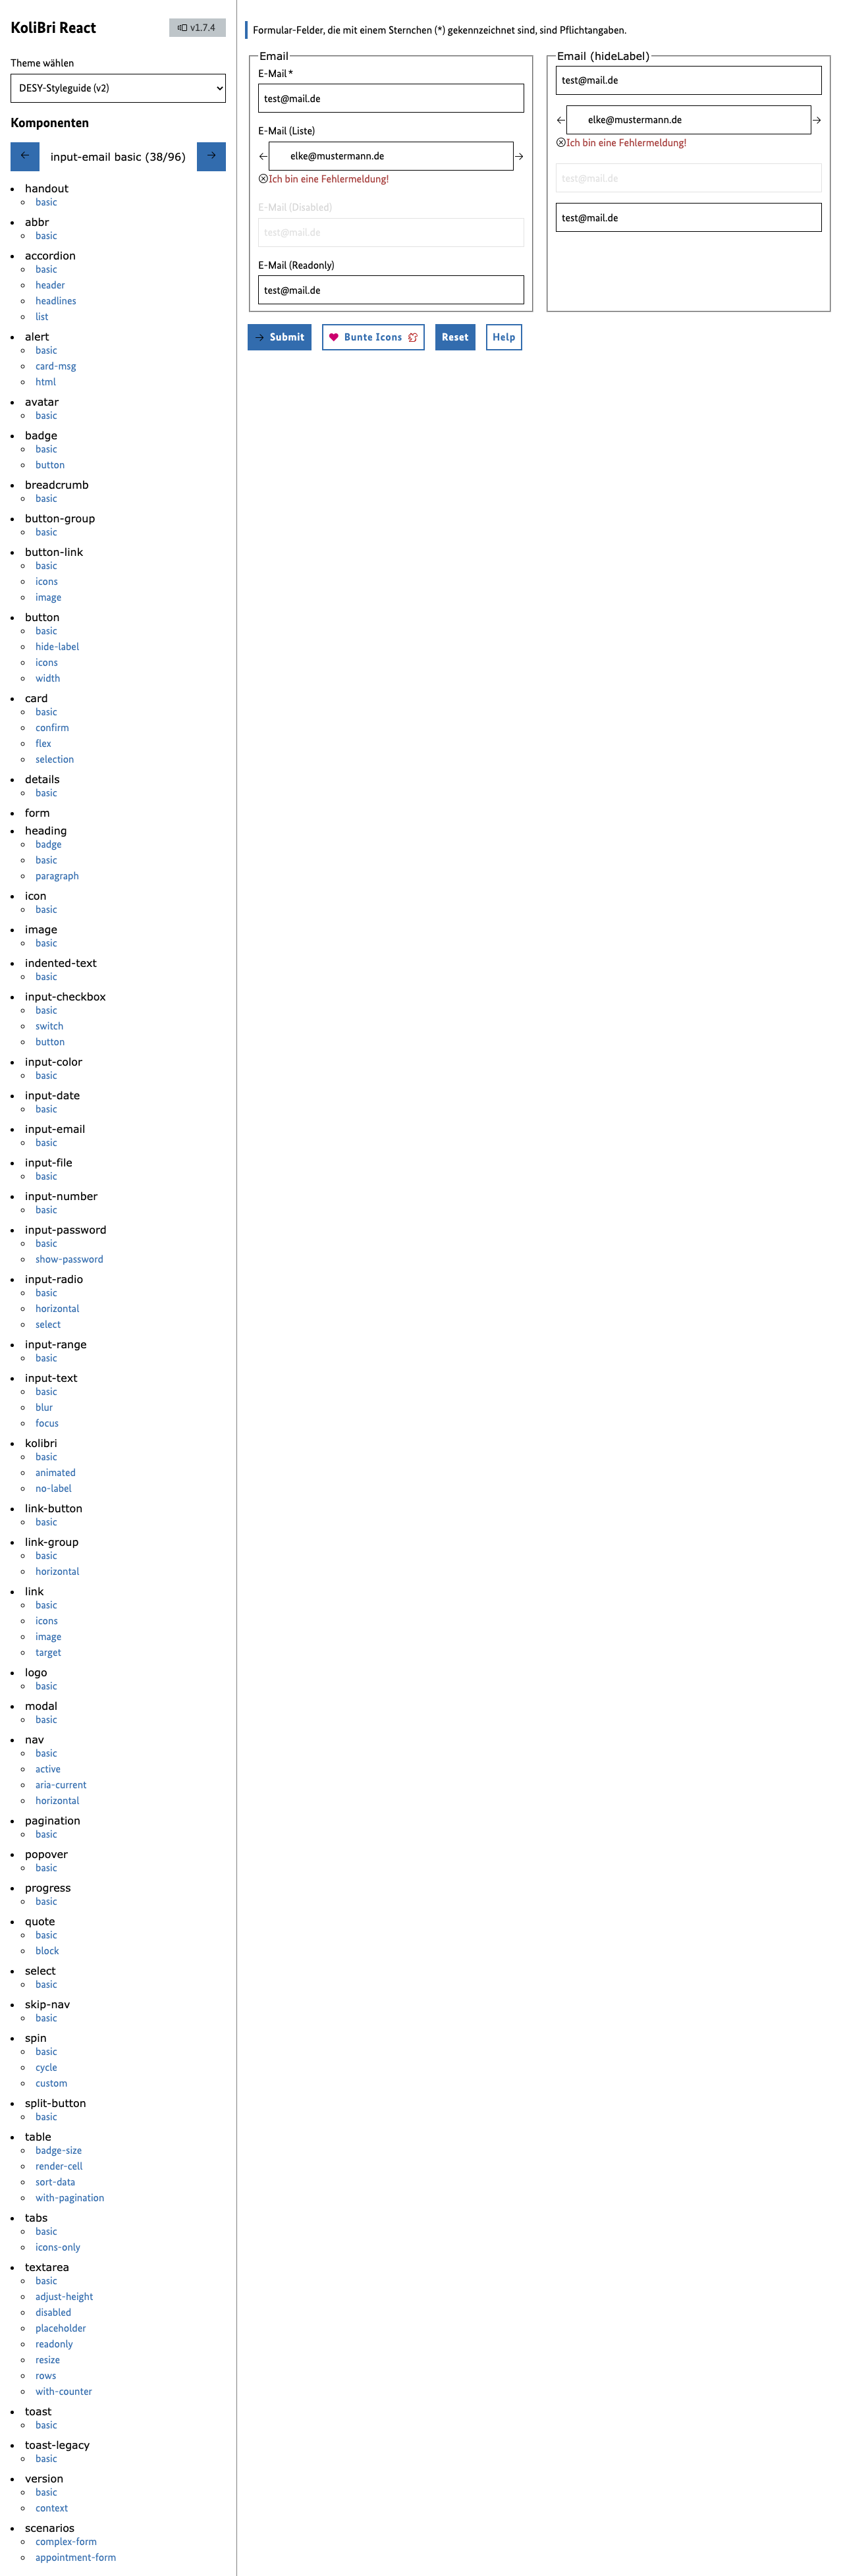 KoliBri React
v1.7.4
Theme wählen
DESY-Styleguide (v2)
Komponenten
input-email basic (38/96)
handout
basic
abbr
basic
accordion
basic
header
headlines
list
alert
basic
card-msg
html
avatar
basic
badge
basic
button
breadcrumb
basic
button-group
basic
button-link
basic
icons
image
button
basic
hide-label
icons
width
card
basic
confirm
flex
selection
details
basic
form
heading
badge
basic
paragraph
icon
basic
image
basic
indented-text
basic
input-checkbox
basic
switch
button
input-color
basic
input-date
basic
input-email
basic
input-file
basic
input-number
basic
input-password
basic
show-password
input-radio
basic
horizontal
select
input-range
basic
input-text
basic
blur
focus
kolibri
basic
animated
no-label
link-button
basic
link-group
basic
horizontal
link
basic
icons
image
target
logo
basic
modal
basic
nav
basic
active
aria-current
horizontal
pagination
basic
popover
basic
progress
basic
quote
basic
block
select
basic
skip-nav
basic
spin
basic
cycle
custom
split-button
basic
table
badge-size
render-cell
sort-data
with-pagination
tabs
basic
icons-only
textarea
basic
adjust-height
disabled
placeholder
readonly
resize
rows
with-counter
toast
basic
toast-legacy
basic
version
basic
context
scenarios
complex-form
appointment-form
Formular-Felder, die mit einem Sternchen (*) gekennzeichnet sind, sind Pflichtangaben.
Email
E-Mail *
test@mail.de
E-Mail (Liste)
elke@mustermann.de
Ich bin eine Fehlermeldung!
E-Mail (Disabled)
test@mail.de
E-Mail (Readonly)
test@mail.de
Email (hideLabel)
test@mail.de
elke@mustermann.de
Ich bin eine Fehlermeldung!
test@mail.de
test@mail.de
Submit
Bunte Icons
Reset
Help